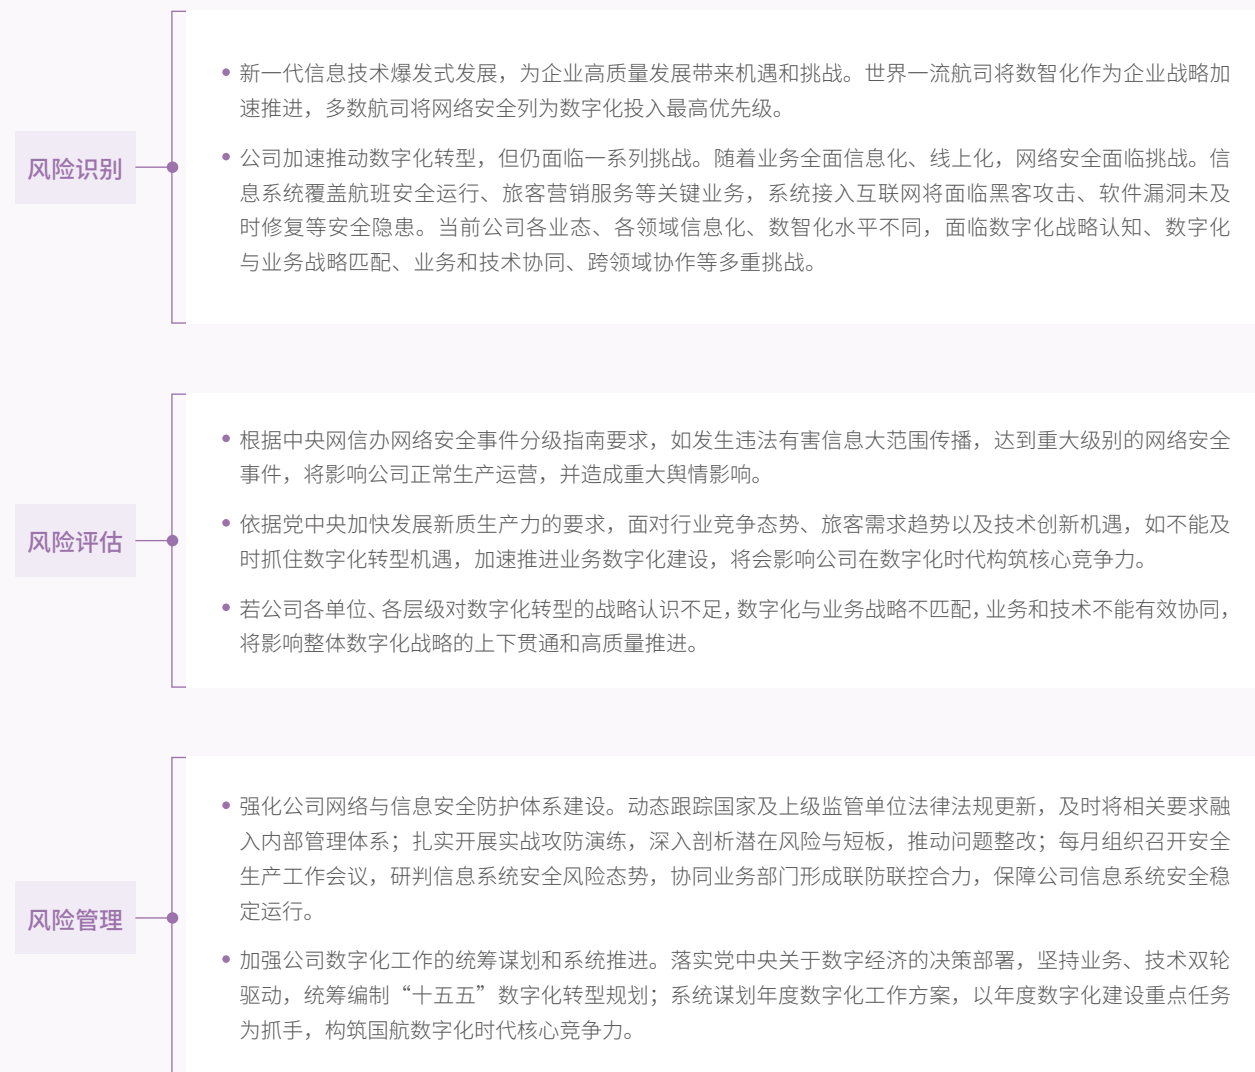 风险识别
新一代信息技术爆发式发展，为企业高质量发展带来机遇和挑战。世界一流航司将数智化作为企业战略加
速推进，多数航司将网络安全列为数字化投入最高优先级。
公司加速推动数字化转型，但仍面临一系列挑战。随着业务全面信息化、线上化，网络安全面临挑战。信
息系统覆盖航班安全运行、旅客营销服务等关键业务，系统接入互联网将面临黑客攻击、软件漏洞未及
时修复等安全隐患。当前公司各业态、各领域信息化、数智化水平不同，面临数字化战略认知、数字化
与业务战略匹配、业务和技术协同、跨领域协作等多重挑战。
风险评估
根据中央网信办网络安全事件分级指南要求，如发生违法有害信息大范围传播，达到重大级别的网络安全
事件，将影响公司正常生产运营，并造成重大舆情影响。
依据党中央加快发展新质生产力的要求，面对行业竞争态势、旅客需求趋势以及技术创新机遇，如不能及
时抓住数字化转型机遇，加速推进业务数字化建设，将会影响公司在数字化时代构筑核心竞争力。
若公司各单位、各层级对数字化转型的战略认识不足，数字化与业务战略不匹配，业务和技术不能有效协同，
将影响整体数字化战略的上下贯通和高质量推进。
风险管理
强化公司网络与信息安全防护体系建设。动态跟踪国家及上级监管单位法律法规更新，及时将相关要求融
入内部管理体系；扎实开展实战攻防演练，深入剖析潜在风险与短板，推动问题整改；每月组织召开安全
生产工作会议，研判信息系统安全风险态势，协同业务部门形成联防联控合力，保障公司信息系统安全稳
定运行。
加强公司数字化工作的统筹谋划和系统推进。落实党中央关于数字经济的决策部署，坚持业务、技术双轮
驱动，统筹编制“十五五”数字化转型规划；系统谋划年度数字化工作方案，以年度数字化建设重点任务
为抓手，构筑国航数字化时代核心竞争力。